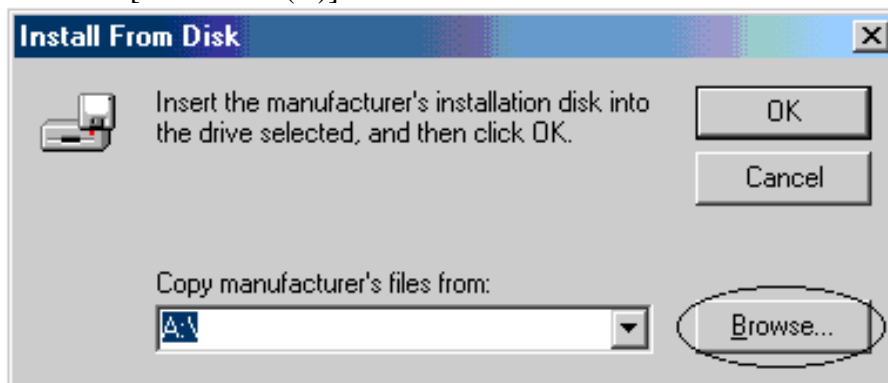 Install From Disk
Insert the manufacturer's installation disk into
the drive selected, and then click OK.
OK
Cancel
Copy manufacturer's files from:
A:\
Browse...